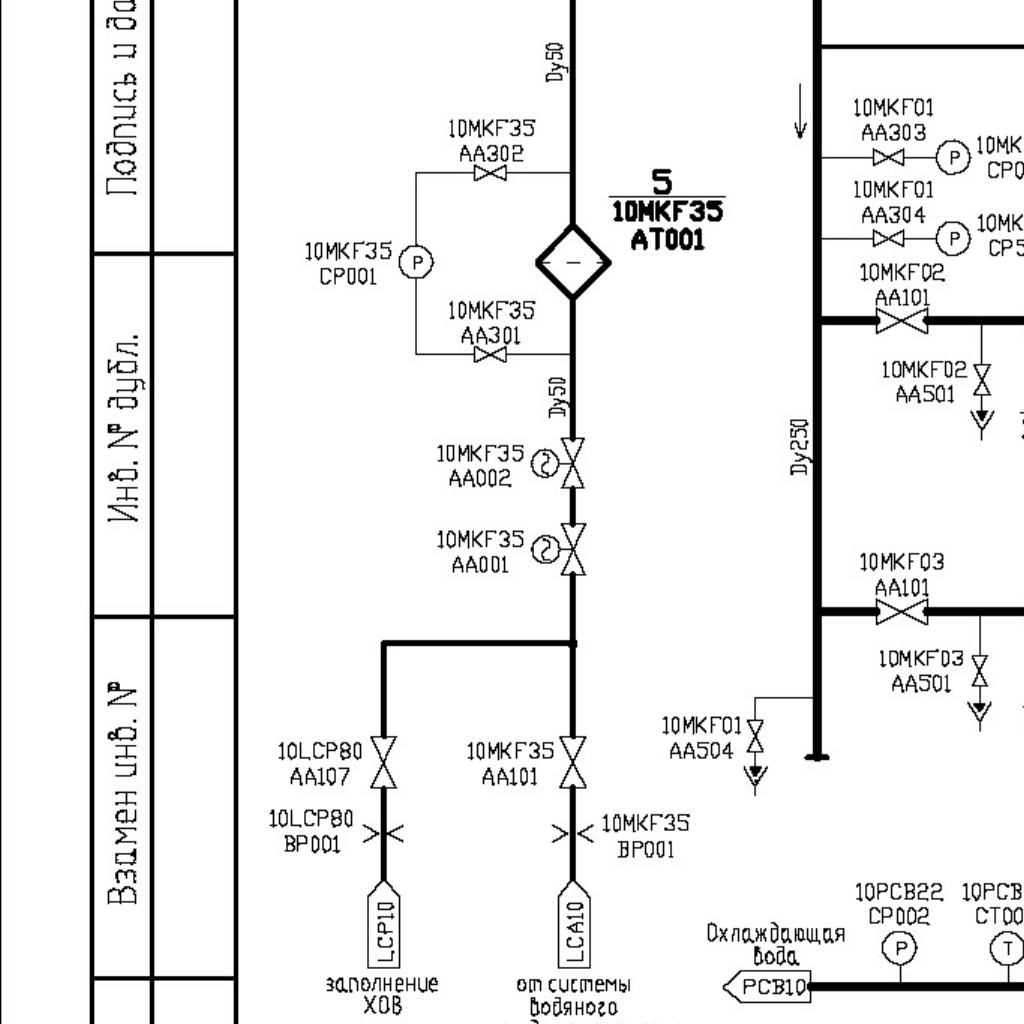 Подпись и да
Инв. № дубл.
Взамен инв. №
Dy50
10MKF35
AA302
5
10MKF35
AT001
10MKF35
CP001
P
10MKF35
AA301
Dy50
10MKF35
AA002
10MKF35
AA001
10LCP80
AA107
10MKF35
AA101
10LCP80
BP001
10MKF35
BP001
LCP10
LCA10
заполнение
ХОВ
от системы
водяного
10MKF01
AA303
P
10MK
CP0
10MKF01
AA304
P
10MK
CP5
10MKF02
AA101
10MKF02
AA501
Dy250
10MKF03
AA101
10MKF03
AA501
10MKF01
AA504
10PCB22
CP002
P
10PCB
CT00
T
Охлаждающая
вода
PCB10